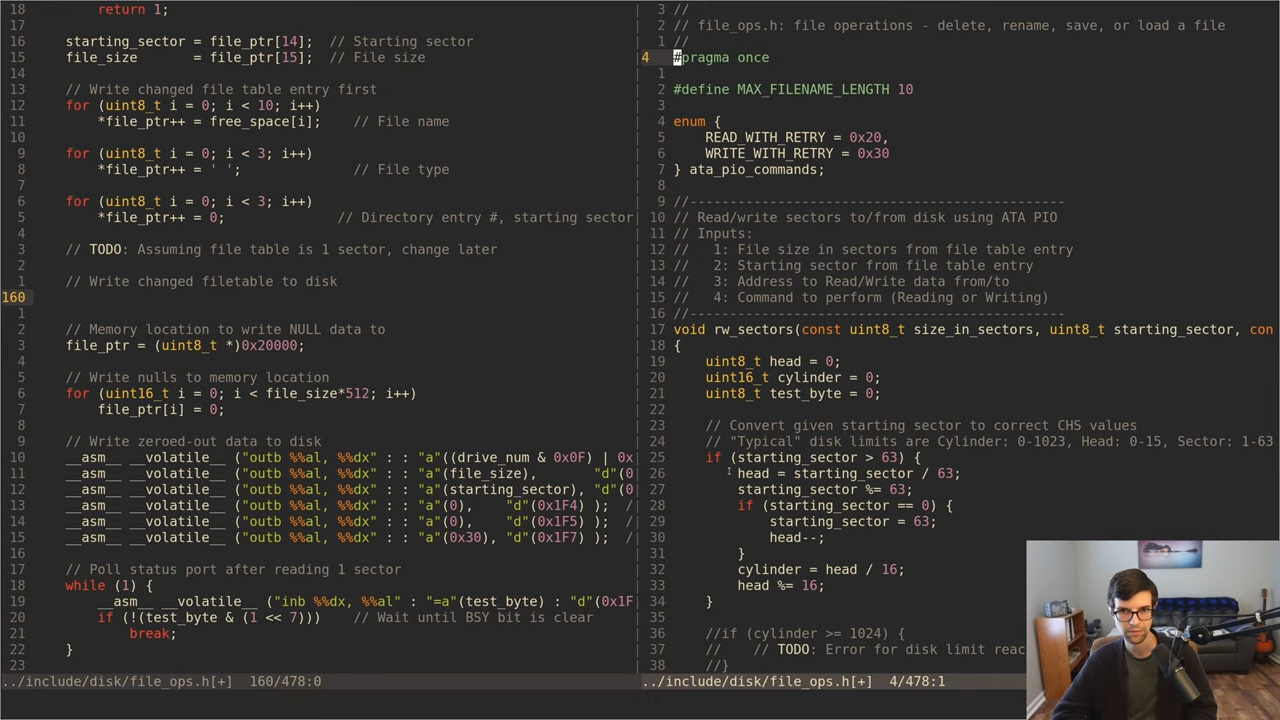 18          return 1;
17
16      starting_sector = file_ptr[14];  // Starting sector
15      file_size       = file_ptr[15];  // File size
14
13      // Write changed file table entry first
12      for (uint8_t i = 0; i < 10; i++)
11          *file_ptr++ = free_space[i];    // File name
10
9      for (uint8_t i = 0; i < 3; i++)
8          *file_ptr++ = ' ';              // File type
7
6      for (uint8_t i = 0; i < 3; i++)
5          *file_ptr++ = 0;              // Directory entry #, starting sector
4
3      // TODO: Assuming file table is 1 sector, change later
2
1      // Write changed filetable to disk
160
1
2      // Memory location to write NULL data to
3      file_ptr = (uint8_t *)0x20000;
4
5      // Write nulls to memory location
6      for (uint16_t i = 0; i < file_size*512; i++)
7          file_ptr[i] = 0;
8
9      // Write zeroed-out data to disk
10      __asm__ __volatile__ ("outb %%al, %%dx" : : "a"((drive_num & 0x0F) | 0x
11      __asm__ __volatile__ ("outb %%al, %%dx" : : "a"(file_size),      "d"(0
12      __asm__ __volatile__ ("outb %%al, %%dx" : : "a"(starting_sector), "d"(0
13      __asm__ __volatile__ ("outb %%al, %%dx" : : "a"(0),    "d"(0x1F4) );  /
14      __asm__ __volatile__ ("outb %%al, %%dx" : : "a"(0),    "d"(0x1F5) );  /
15      __asm__ __volatile__ ("outb %%al, %%dx" : : "a"(0x30), "d"(0x1F7) );  /
16
17      // Poll status port after reading 1 sector
18      while (1) {
19          __asm__ __volatile__ ("inb %%dx, %%al" : "=a"(test_byte) : "d"(0x1F
20          if (!(test_byte & (1 << 7)))    // Wait until BSY bit is clear
21              break;
22      }
23
../include/disk/file_ops.h[+]  160/478:0
3  //
2  // file_ops.h: file operations - delete, rename, save, or load a file
1  //
4  #pragma once
1
2  #define MAX_FILENAME_LENGTH 10
3
4  enum {
5      READ_WITH_RETRY = 0x20,
6      WRITE_WITH_RETRY = 0x30
7  } ata_pio_commands;
8
9  //-----------------------------------------------
10  // Read/write sectors to/from disk using ATA PIO
11  // Inputs:
12  //   1: File size in sectors from file table entry
13  //   2: Starting sector from file table entry
14  //   3: Address to Read/Write data from/to
15  //   4: Command to perform (Reading or Writing)
16  //-----------------------------------------------
17  void rw_sectors(const uint8_t size_in_sectors, uint8_t starting_sector, con
18  {
19      uint8_t head = 0;
20      uint16_t cylinder = 0;
21      uint8_t test_byte = 0;
22
23      // Convert given starting sector to correct CHS values
24      // "Typical" disk limits are Cylinder: 0-1023, Head: 0-15, Sector: 1-63
25      if (starting_sector > 63) {
26          head = starting_sector / 63;
27          starting_sector %= 63;
28          if (starting_sector == 0) {
29              starting_sector = 63;
30              head--;
31          }
32          cylinder = head / 16;
33          head %= 16;
34      }
35
36      //if (cylinder >= 1024) {
37      //    // TODO: Error for disk limit reac
38      //}
../include/disk/file_ops.h[+]  4/478:1